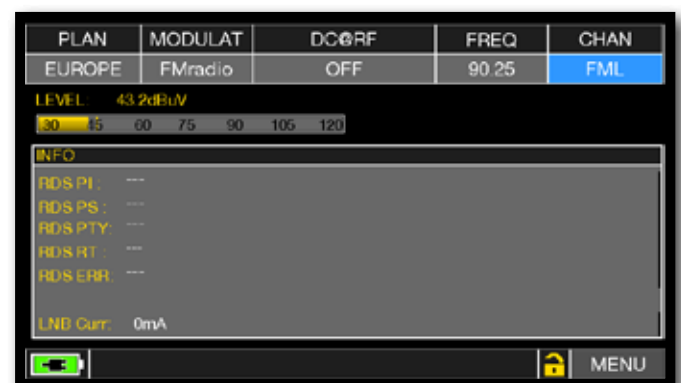 PLAN MODULAT DC@RF FREQ CHAN
EUROPE FMradio OFF 90.25 FML
LEVEL: 43.2dBuV
30 45 60 75 90 105 120
INFO
RDS PI : ---
RDS PS : ---
RDS PTY: ---
RDS RT : ---
RDS ERR: ---
LNB Curr: 0mA
MENU